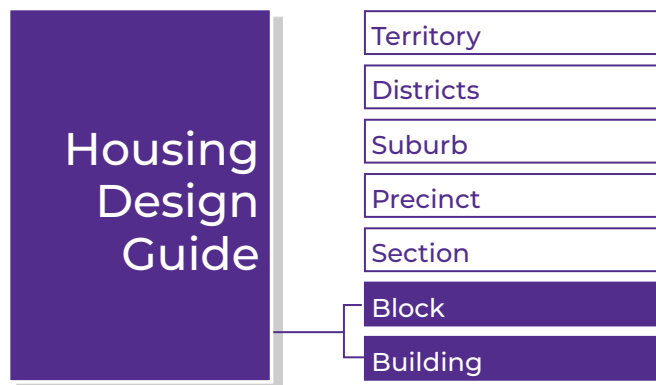 Housing
Design
Guide
Territory
Districts
Suburb
Precinct
Section
Block
Building